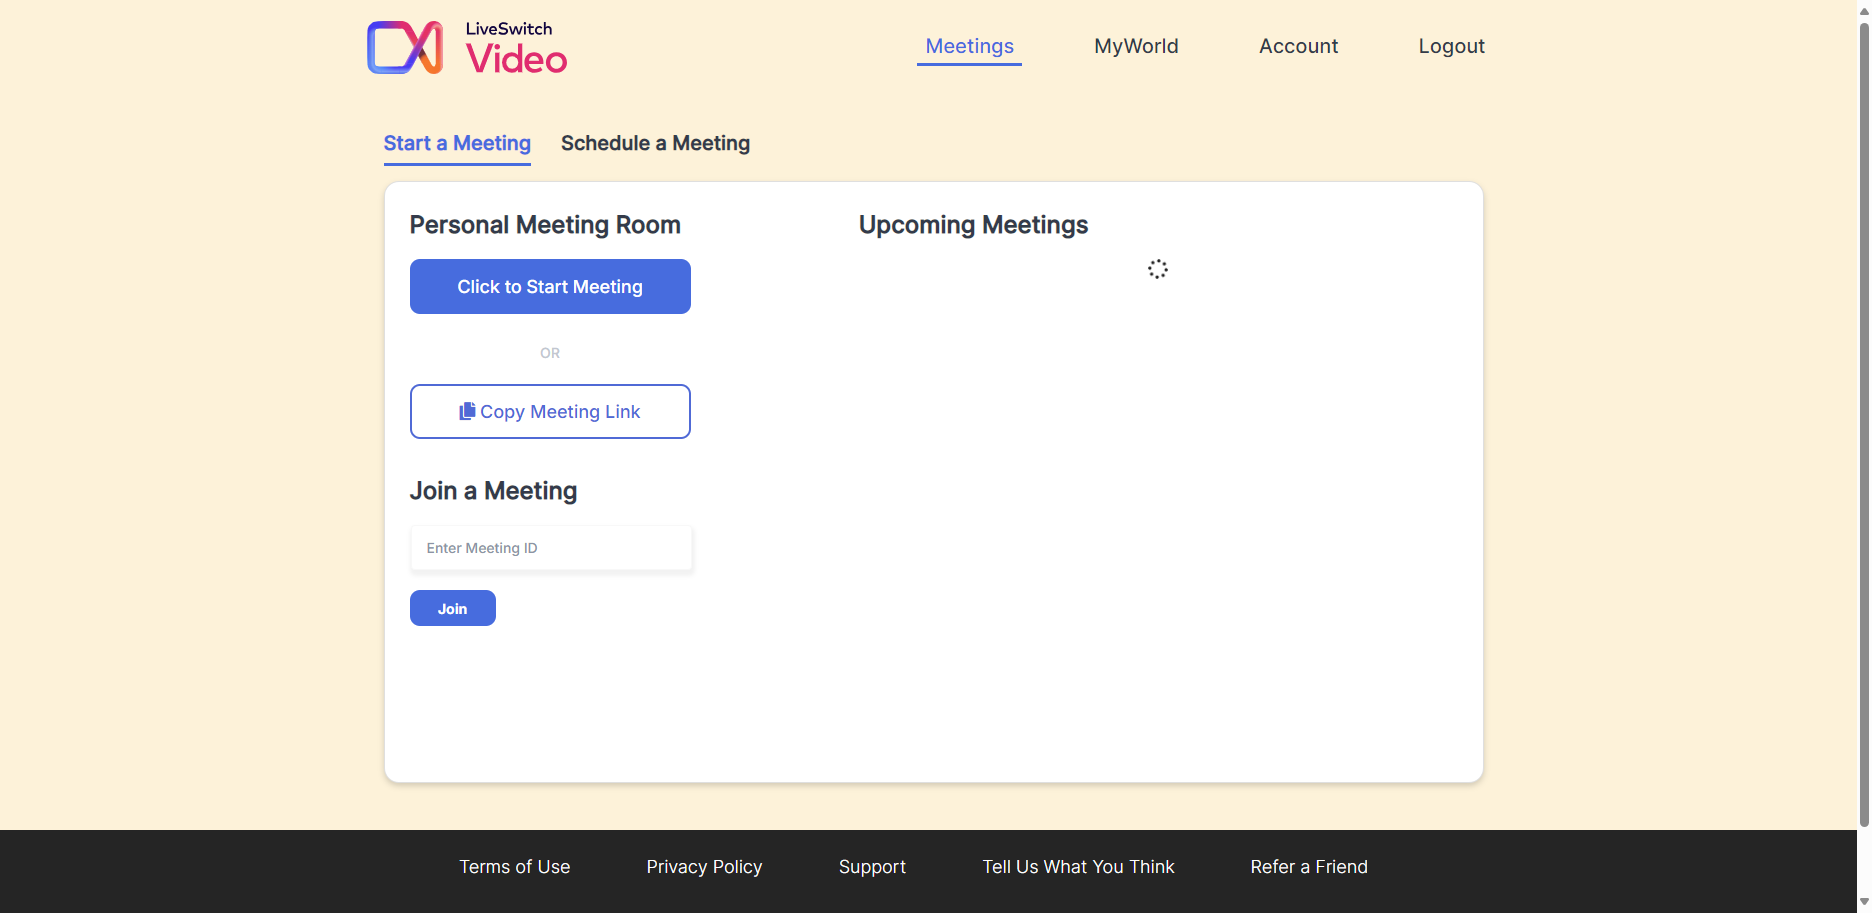 LiveSwitch
Video
Meetings
MyWorld
Account
Logout
Start a Meeting
Schedule a Meeting
Personal Meeting Room
Click to Start Meeting
OR
Copy Meeting Link
Join a Meeting
Enter Meeting ID
Join
Upcoming Meetings
Terms of Use
Privacy Policy
Support
Tell Us What You Think
Refer a Friend